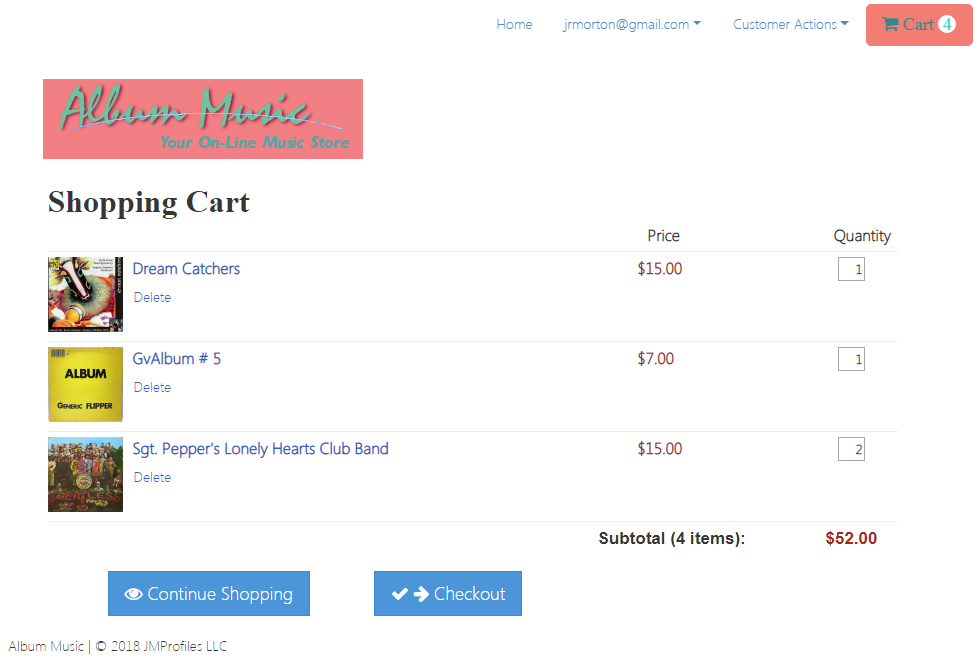 Home jrmorton@gmail.com Customer Actions Cart 4
Album Music
Your On-Line Music Store
Shopping Cart
Price Quantity
Dream Catchers $15.00 1
Delete
GvAlbum # 5 $7.00 1
Delete
ALBUM
GENERIC FLIPPER
Sgt. Pepper's Lonely Hearts Club Band $15.00 2
Delete
BEATLES
Subtotal (4 items): $52.00
Continue Shopping Checkout
Album Music | © 2018 JMProfiles LLC